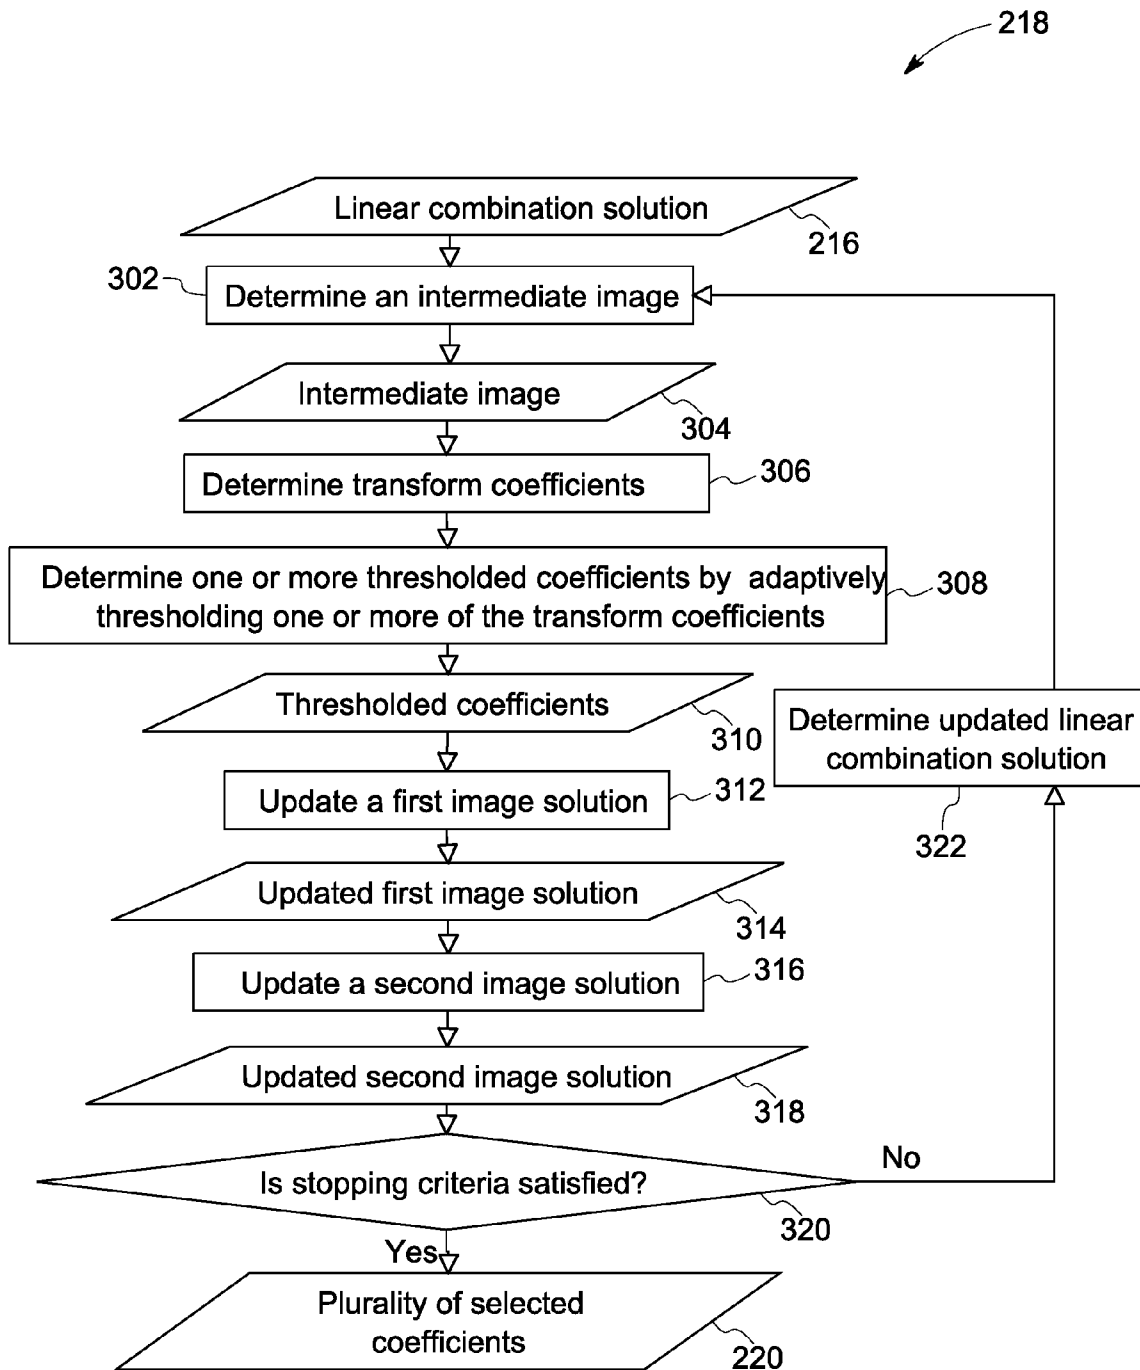 218
Linear combination solution
216
302
Determine an intermediate image
Intermediate image
304
Determine transform coefficients
306
Determine one or more thresholded coefficients by adaptively
thresholding one or more of the transform coefficients
308
Thresholded coefficients
310
Update a first image solution
312
Determine updated linear
combination solution
322
Updated first image solution
314
Update a second image solution
316
Updated second image solution
318
Is stopping criteria satisfied?
320
No
Yes
Plurality of selected
coefficients
220